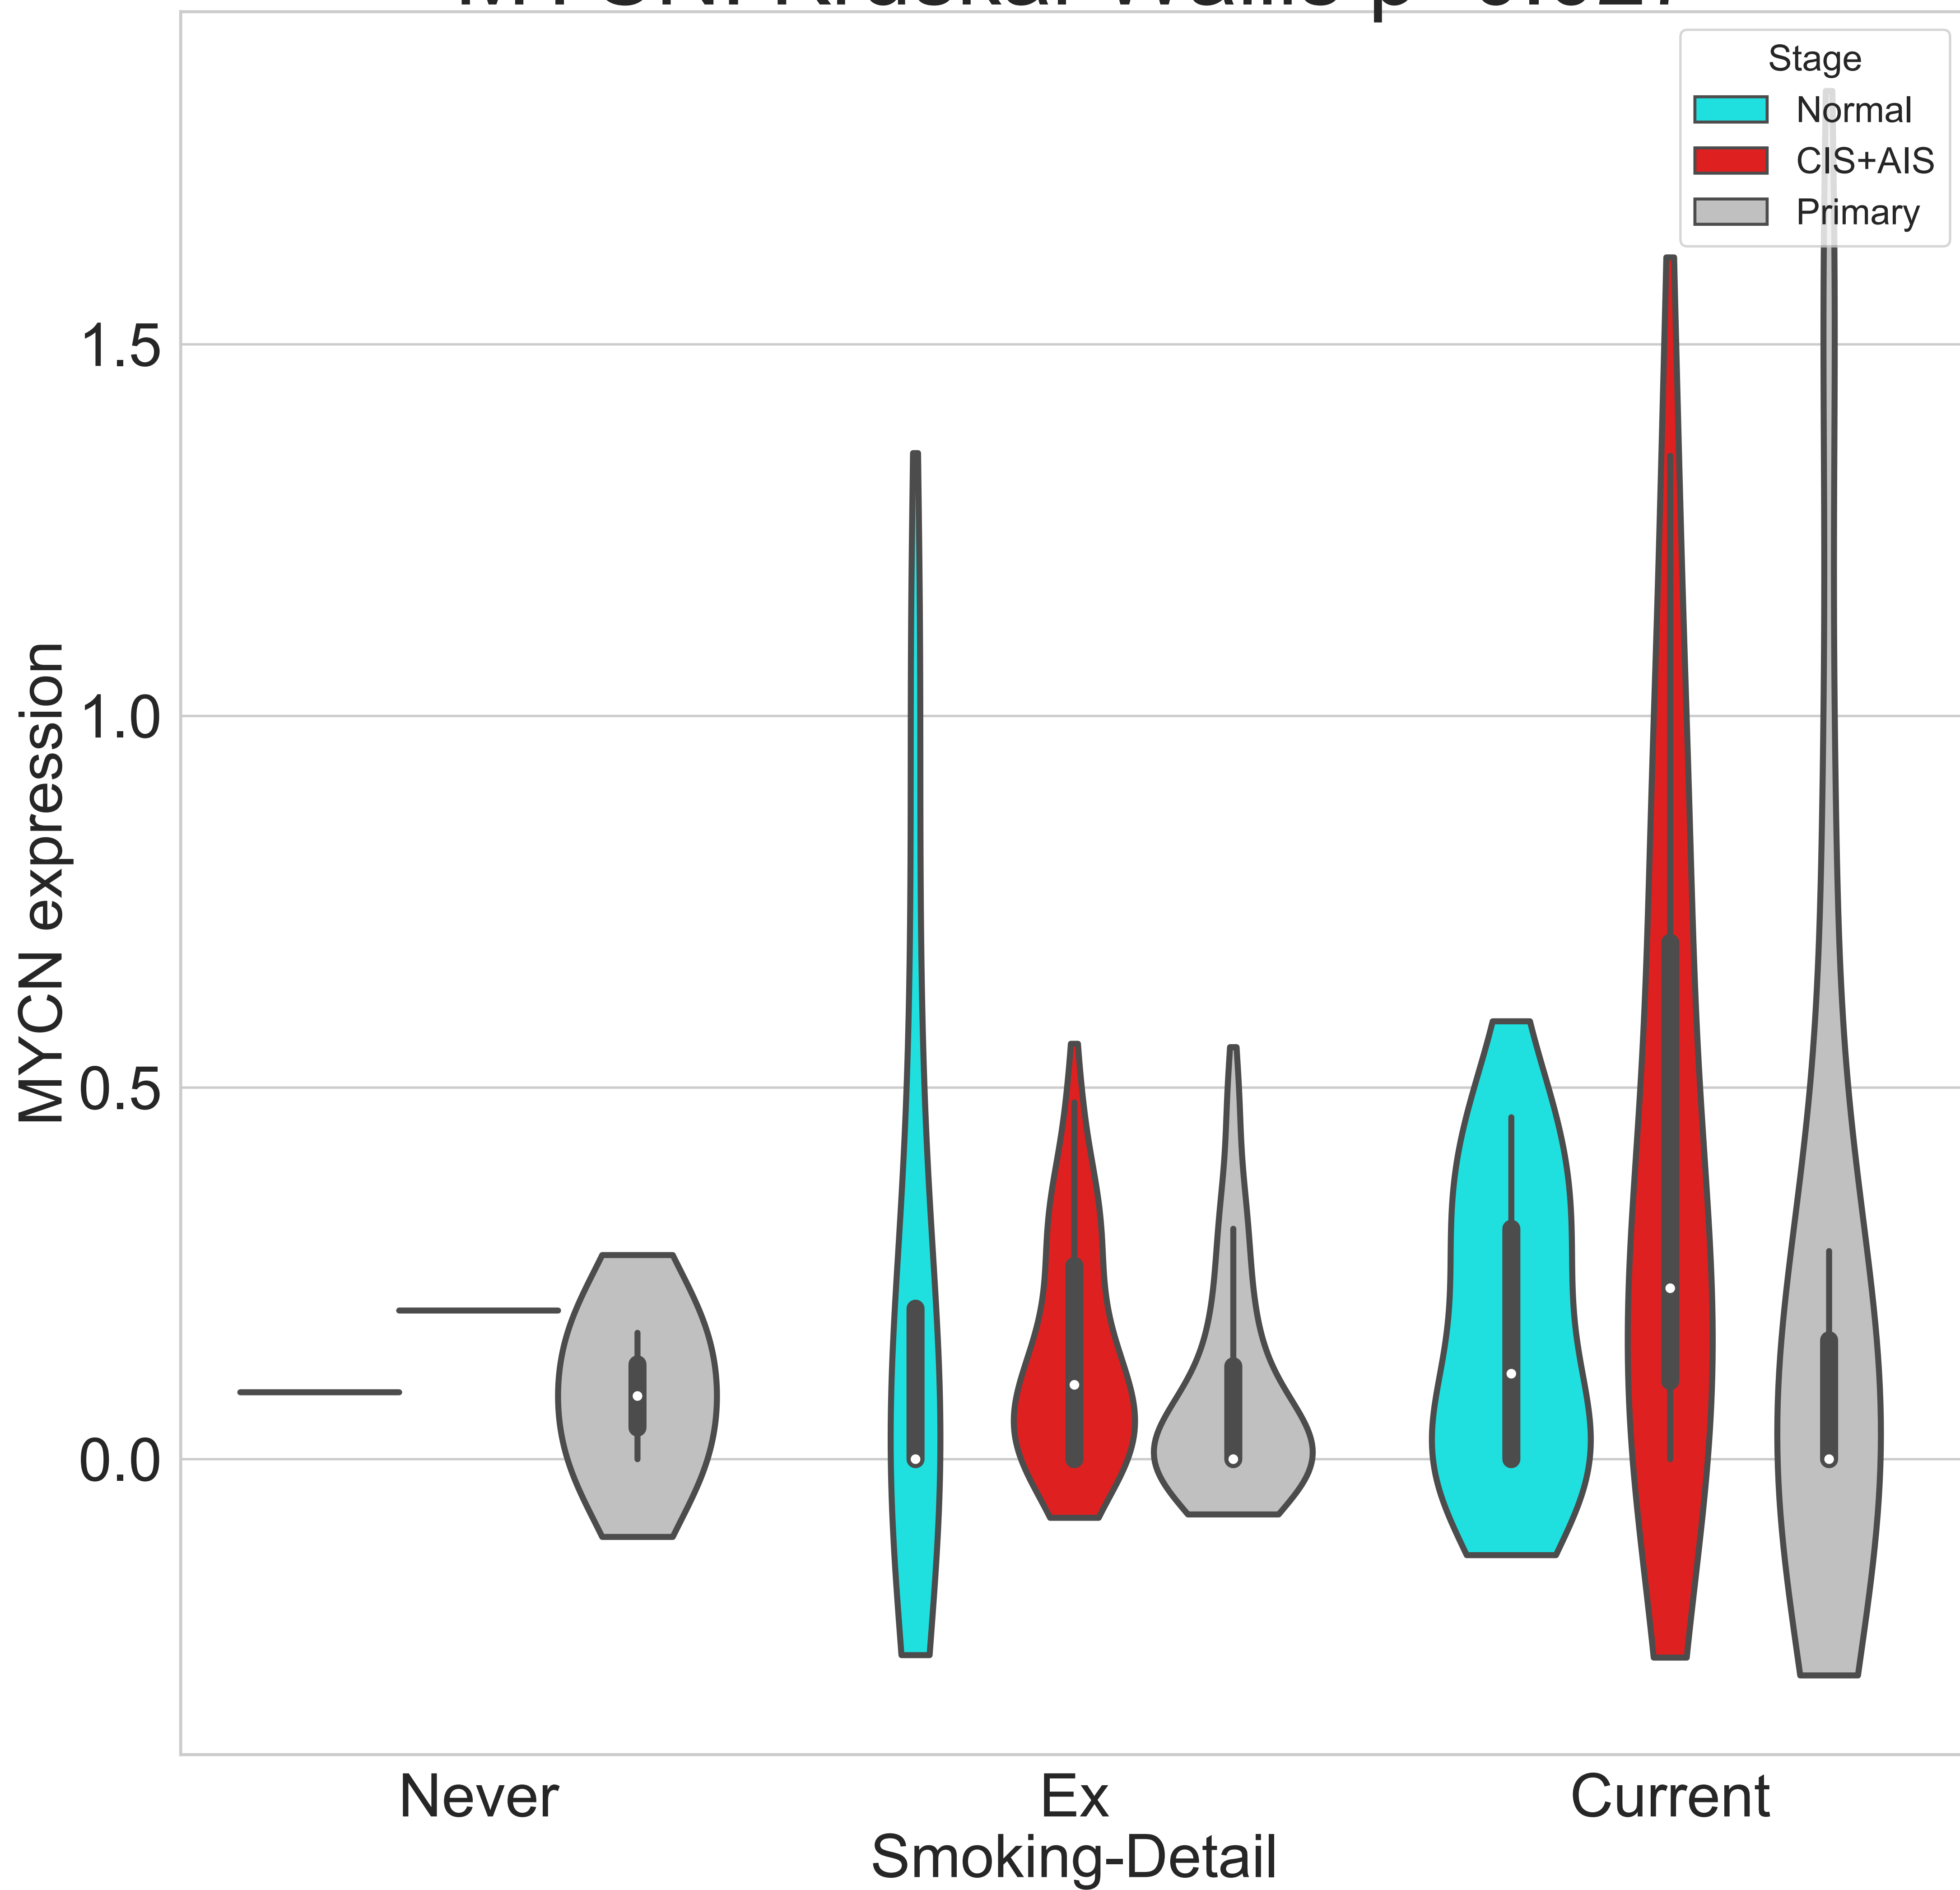 Stage
Normal
CIS+AIS
Primary
1.5
1.0
0.5
0.0
MYCN expression
Never
Ex
Current
Smoking-Detail